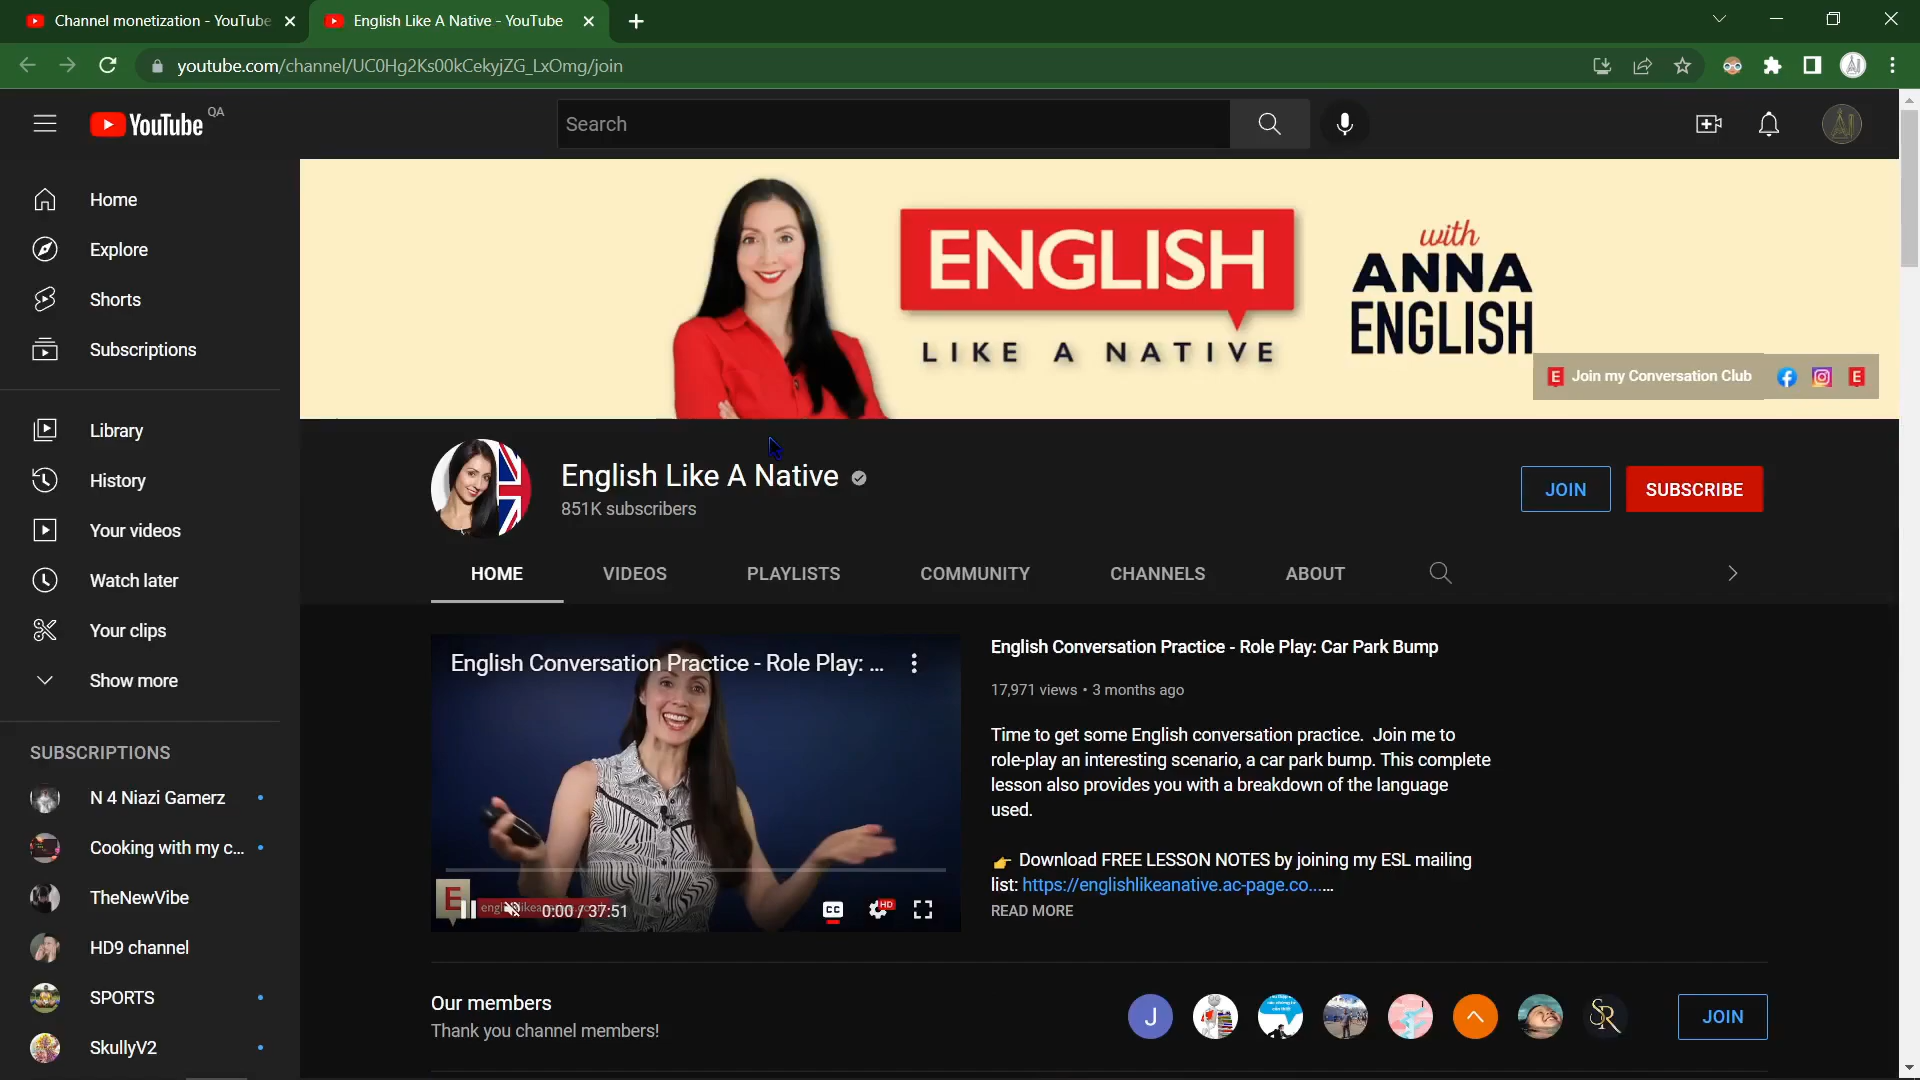 Channel monetization - YouTube
English Like A Native - YouTube
youtube.com/channel/UC0Hg2Ks00kCekyjZG_LxOmg/join
YouTube QA
Search
Home
Explore
Shorts
Subscriptions
Library
History
Your videos
Watch later
Your clips
Show more
SUBSCRIPTIONS
N 4 Niazi Gamerz
Cooking with my c...
TheNewVibe
HD9 channel
SPORTS
SkullyV2
ENGLISH
LIKE A NATIVE
with
ANNA
ENGLISH
E Join my Conversation Club E
English Like A Native
851K subscribers
JOIN
SUBSCRIBE
HOME
VIDEOS
PLAYLISTS
COMMUNITY
CHANNELS
ABOUT
English Conversation Practice - Role Play: ...
E
0:00 / 37:51
CC
HD
English Conversation Practice - Role Play: Car Park Bump
17,971 views • 3 months ago
Time to get some English conversation practice. Join me to
role-play an interesting scenario, a car park bump. This complete
lesson also provides you with a breakdown of the language
used.
👉 Download FREE LESSON NOTES by joining my ESL mailing
list: https://englishlikeanative.ac-page.co......
READ MORE
Our members
Thank you channel members!
J
SR
JOIN